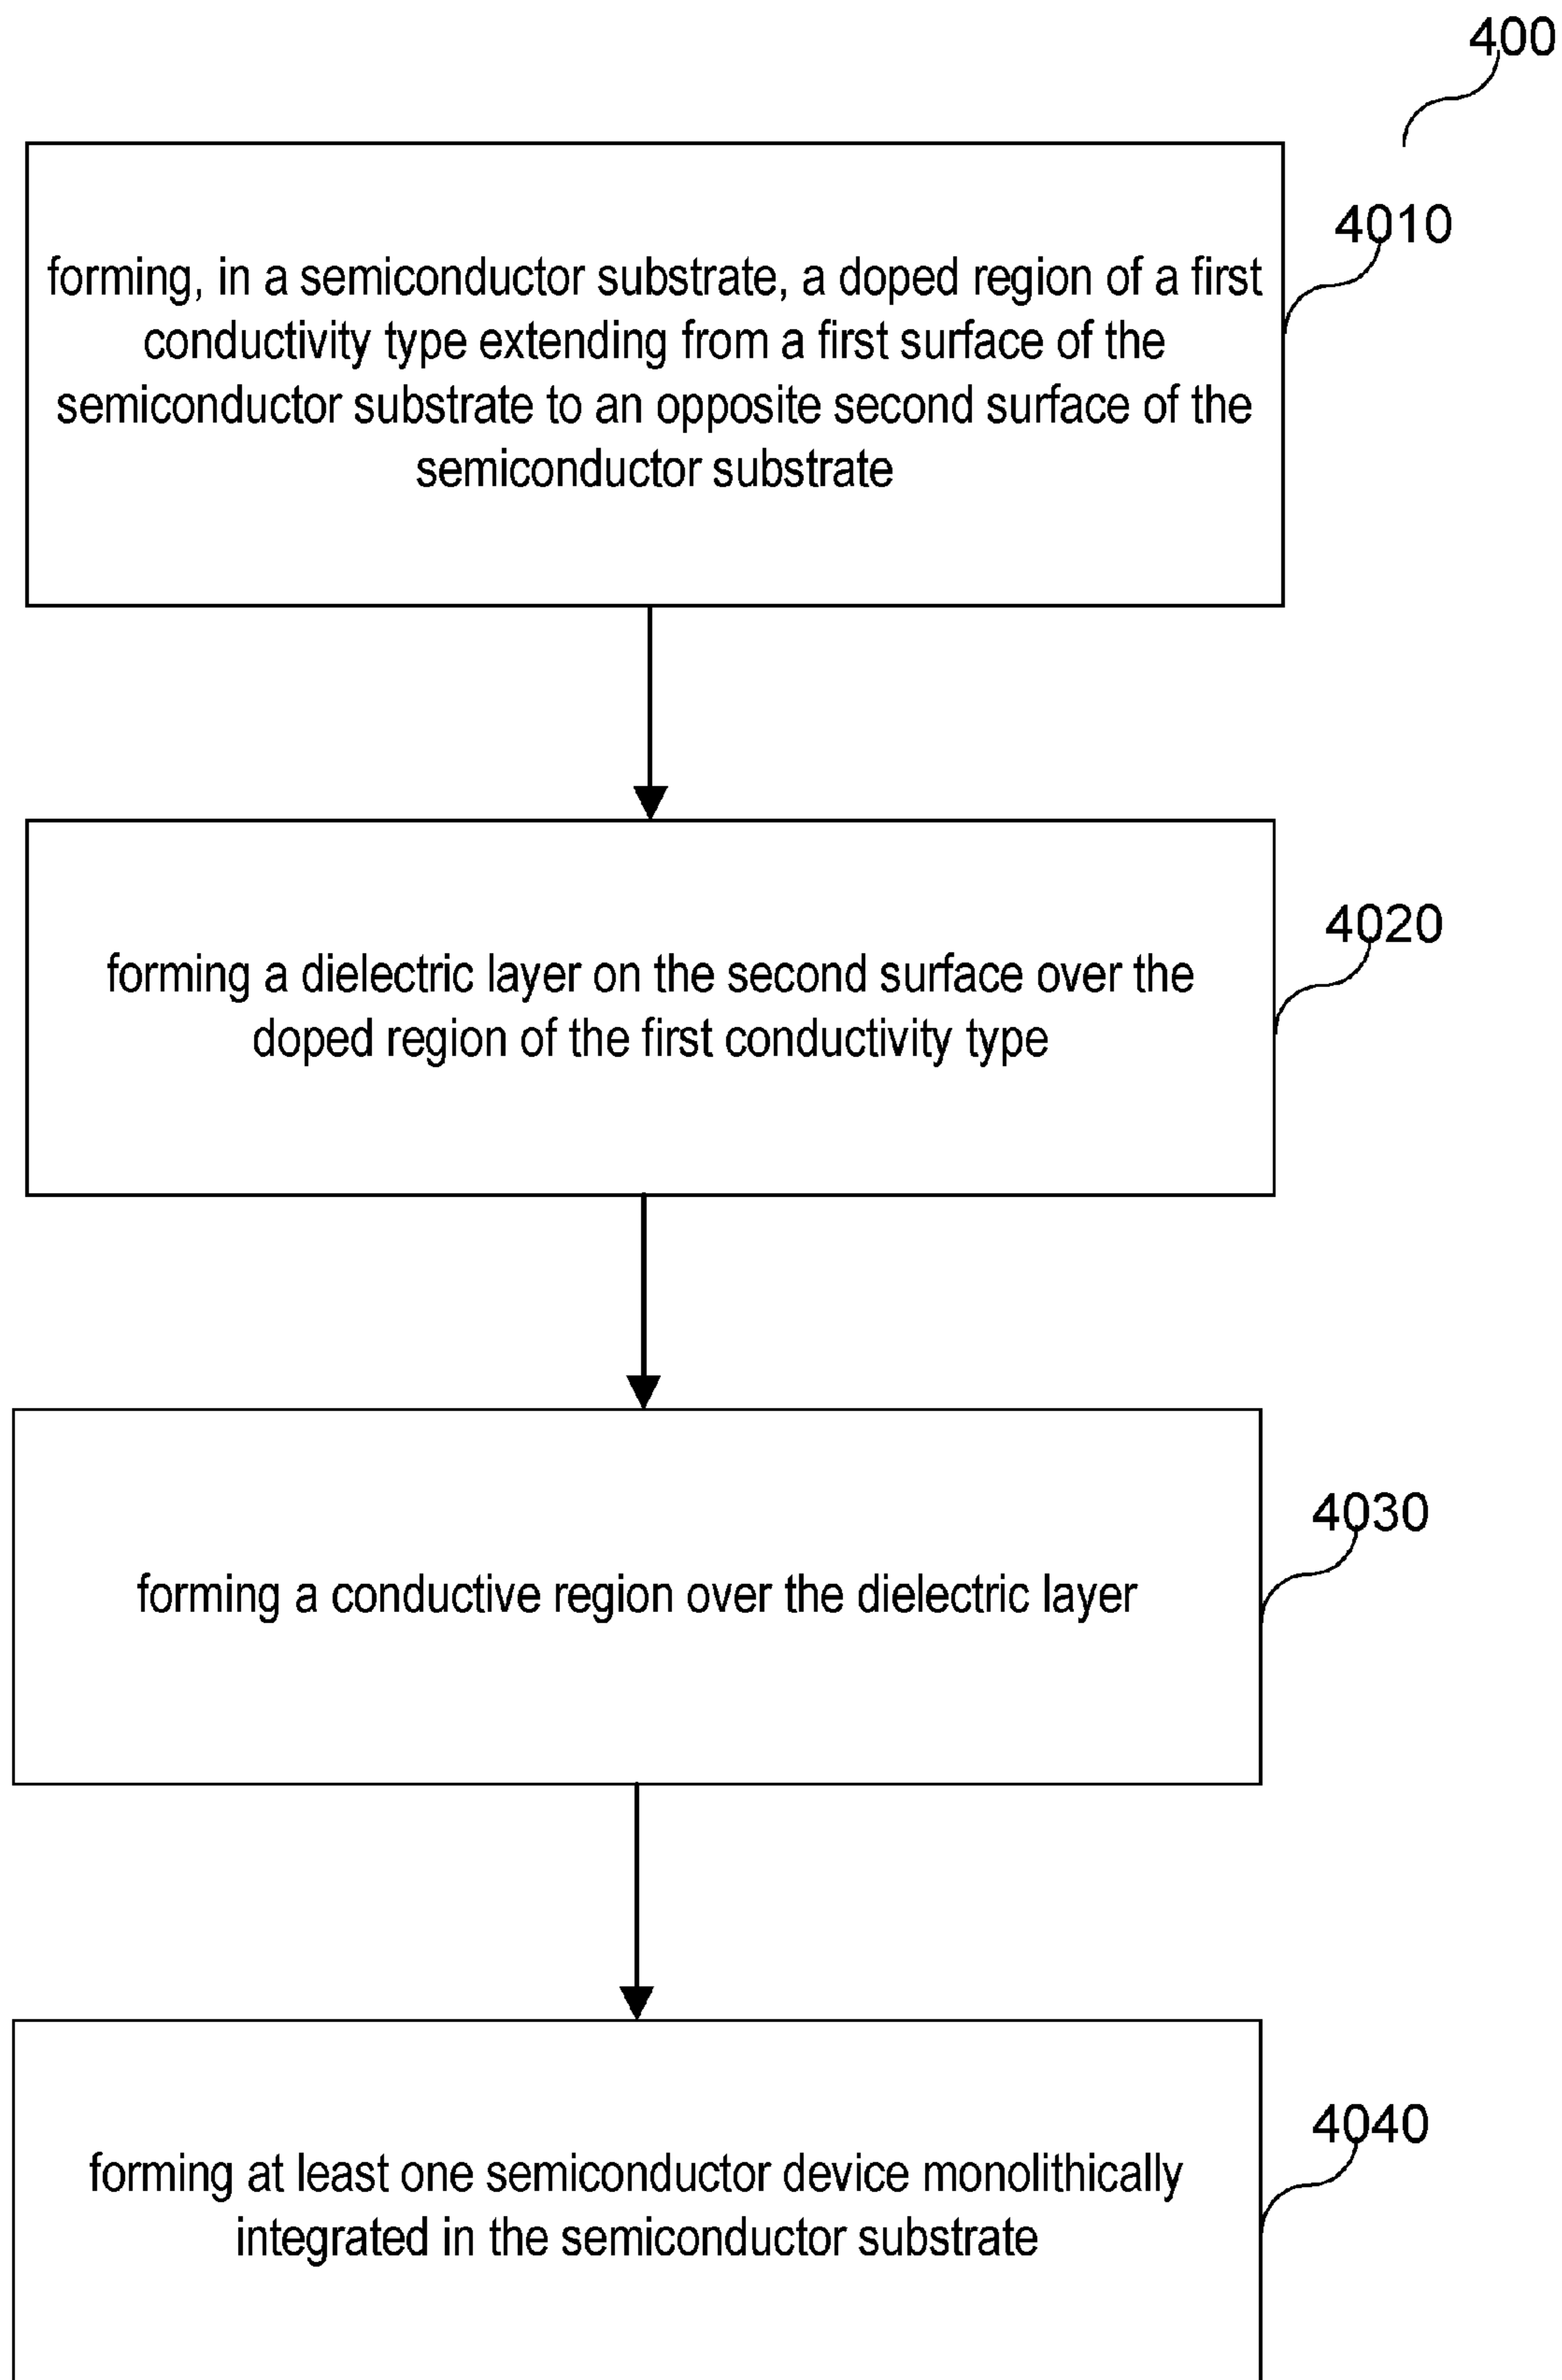 400
4010
forming, in a semiconductor substrate, a doped region of a first
conductivity type extending from a first surface of the
semiconductor substrate to an opposite second surface of the
semiconductor substrate
4020
forming a dielectric layer on the second surface over the
doped region of the first conductivity type
4030
forming a conductive region over the dielectric layer
4040
forming at least one semiconductor device monolithically
integrated in the semiconductor substrate